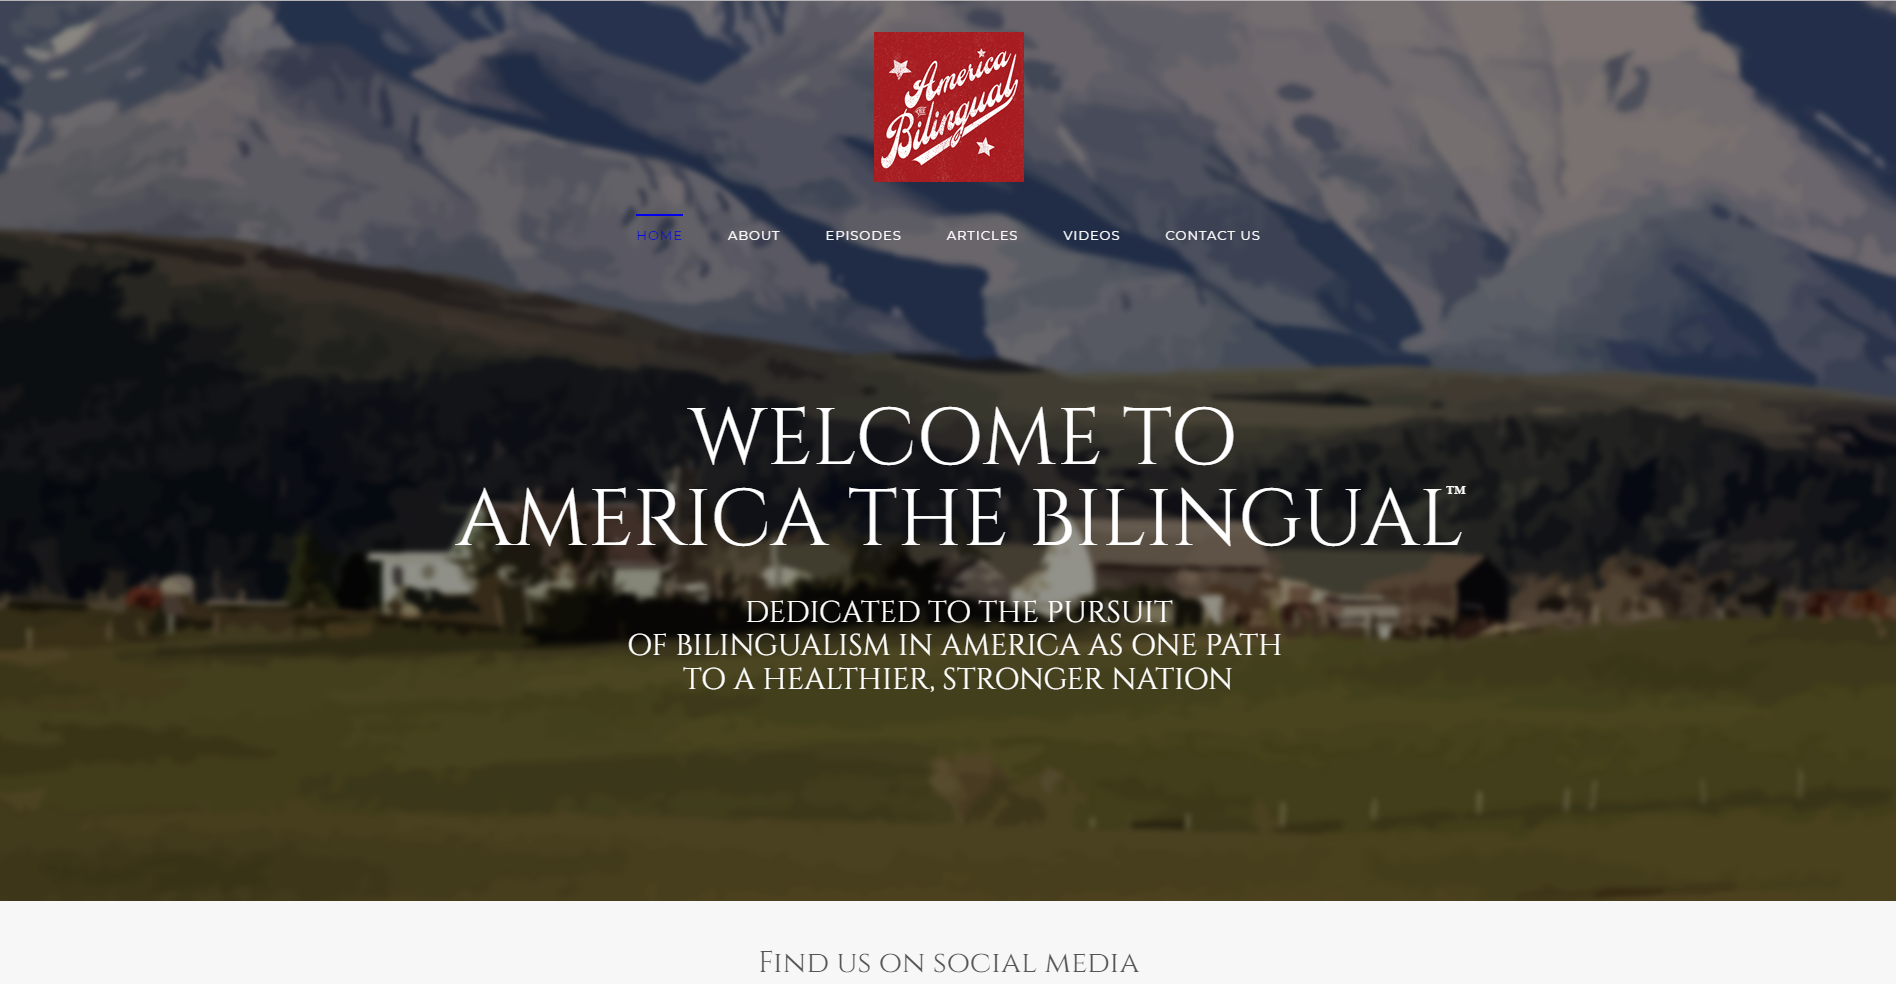 America
THE
Bilingual
HOME
ABOUT
EPISODES
ARTICLES
VIDEOS
CONTACT US
WELCOME TO
AMERICA THE BILINGUAL™
DEDICATED TO THE PURSUIT
OF BILINGUALISM IN AMERICA AS ONE PATH
TO A HEALTHIER, STRONGER NATION
Find us on social media